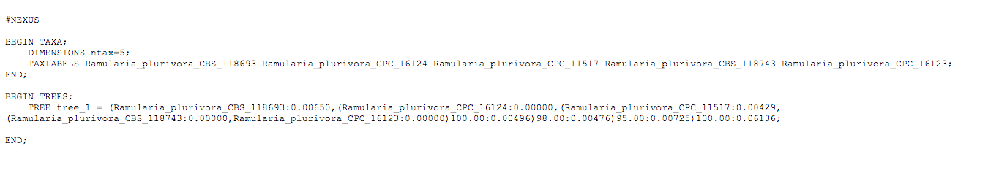 #NEXUS
BEGIN TAXA;
DIMENSIONS ntax=5;
TAXLABELS Ramularia_plurivora_CBS_118693 Ramularia_plurivora_CPC_16124 Ramularia_plurivora_CPC_11517 Ramularia_plurivora_CBS_118743 Ramularia_plurivora_CPC_16123;
END;
BEGIN TREES;
TREE tree_1 = (Ramularia_plurivora_CBS_118693:0.00650,(Ramularia_plurivora_CPC_16124:0.00000,(Ramularia_plurivora_CPC_11517:0.00429,
(Ramularia_plurivora_CBS_118743:0.00000,Ramularia_plurivora_CPC_16123:0.00000)100.00:0.00496)98.00:0.00476)95.00:0.00725)100.00:0.06136;
END;